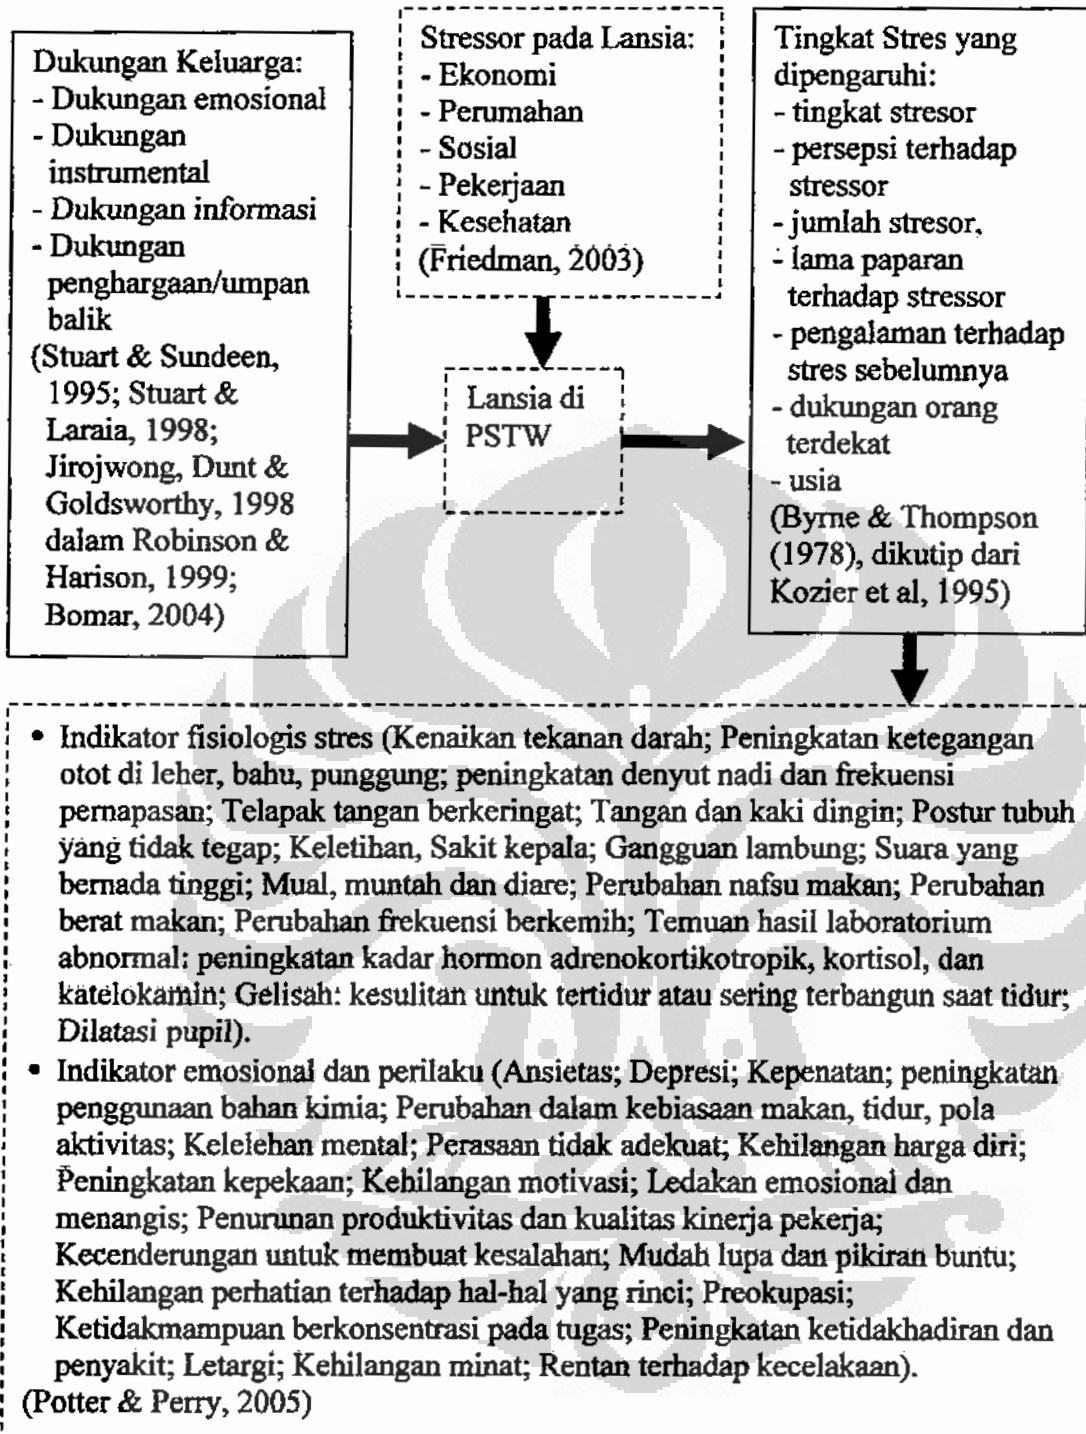 Dukungan Keluarga:
- Dukungan emosional
- Dukungan
instrumental
- Dukungan informasi
- Dukungan
penghargaan/umpan
balik
(Stuart & Sundeen,
1995; Stuart &
Laraia, 1998;
Jirojwong, Dunt &
Goldsworthy, 1998
dalam Robinson &
Harison, 1999;
Bomar, 2004)
Stressor pada Lansia:
- Ekonomi
- Perumahan
- Sosial
- Pekerjaan
- Kesehatan
(Friedman, 2003)
Lansia di
PSTW
Tingkat Stres yang
dipengaruhi:
- tingkat stresor
- persepsi terhadap
stressor
- jumlah stresor,
- lama paparan
terhadap stressor
- pengalaman terhadap
stres sebelumnya
- dukungan orang
terdekat
- usia
(Byrne & Thompson
(1978), dikutip dari
Kozier et al, 1995)
• Indikator fisiologis stres (Kenaikan tekanan darah; Peningkatan ketegangan
otot di leher, bahu, punggung; peningkatan denyut nadi dan frekuensi
pernapasan; Telapak tangan berkeringat; Tangan dan kaki dingin; Postur tubuh
yang tidak tegap; Keletihan, Sakit kepala; Gangguan lambung; Suara yang
bernada tinggi; Mual, muntah dan diare; Perubahan nafsu makan; Perubahan
berat makan; Perubahan frekuensi berkemih; Temuan hasil laboratorium
abnormal: peningkatan kadar hormon adrenokortikotropik, kortisol, dan
katelokamin; Gelisah: kesulitan untuk tertidur atau sering terbangun saat tidur;
Dilatasi pupil).
• Indikator emosional dan perilaku (Ansietas; Depresi; Kepenatan; peningkatan
penggunaan bahan kimia; Perubahan dalam kebiasaan makan, tidur, pola
aktivitas; Kelelehan mental; Perasaan tidak adekuat; Kehilangan harga diri;
Peningkatan kepekaan; Kehilangan motivasi; Ledakan emosional dan
menangis; Penurunan produktivitas dan kualitas kinerja pekerja;
Kecenderungan untuk membuat kesalahan; Mudah lupa dan pikiran buntu;
Kehilangan perhatian terhadap hal-hal yang rinci; Preokupasi;
Ketidakmampuan berkonsentrasi pada tugas; Peningkatan ketidakhadiran dan
penyakit; Letargi; Kehilangan minat; Rentan terhadap kecelakaan).
(Potter & Perry, 2005)